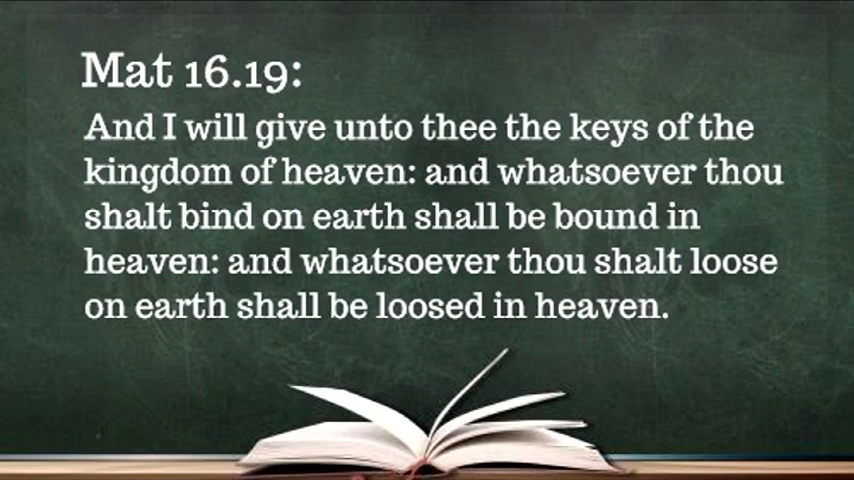 Mat 16.19:
And I will give unto thee the keys of the
kingdom of heaven: and whatsoever thou
shalt bind on earth shall be bound in
heaven: and whatsoever thou shalt loose
on earth shall be loosed in heaven.